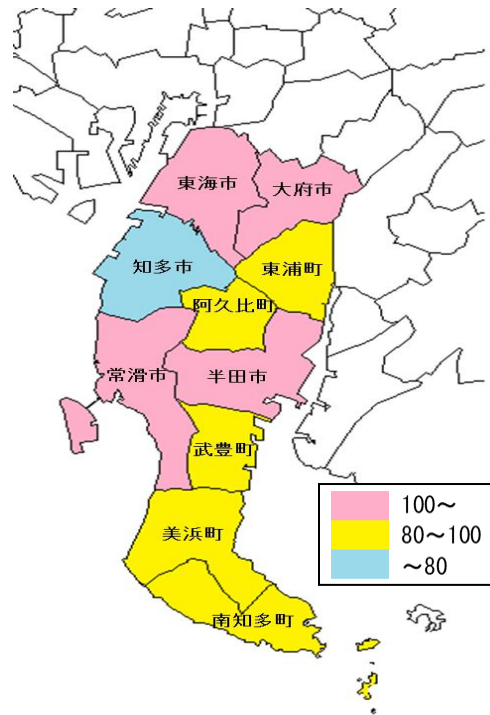 東海市
大府市
知多市
東浦町
阿久比町
常滑市
半田市
武豊町
美浜町
南知多町
100～
80～100
～80